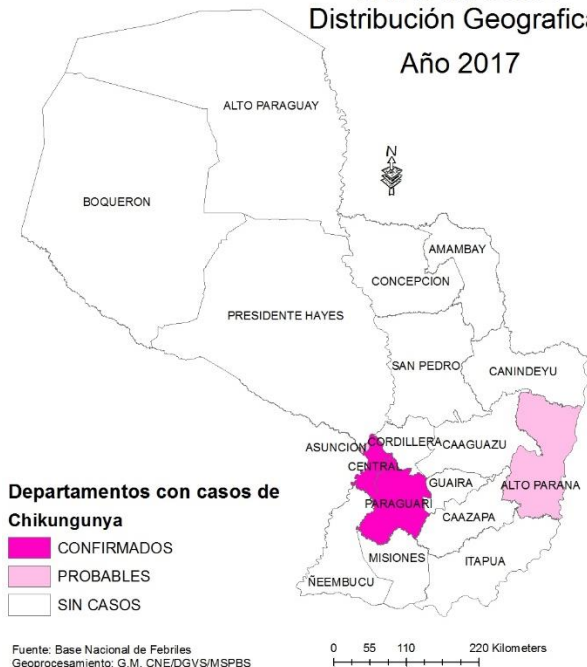 Distribución Geografica
Año 2017
N
ALTO PARAGUAY
BOQUERON
AMAMBAY
CONCEPCION
PRESIDENTE HAYES
SAN PEDRO
CANINDEYU
ASUNCION
CORDILLERA
CAAGUAZU
CENTRAL
GUAIRA
ALTO PARANA
PARAGUARI
CAAZAPA
MISIONES
ITAPUA
ÑEEMBUCU
Departamentos con casos de
Chikungunya
CONFIRMADOS
PROBABLES
SIN CASOS
Fuente: Base Nacional de Febriles
Geoprocesamiento: G.M. CNE/DGVS/MSPBS
0 55 110 220 Kilometers